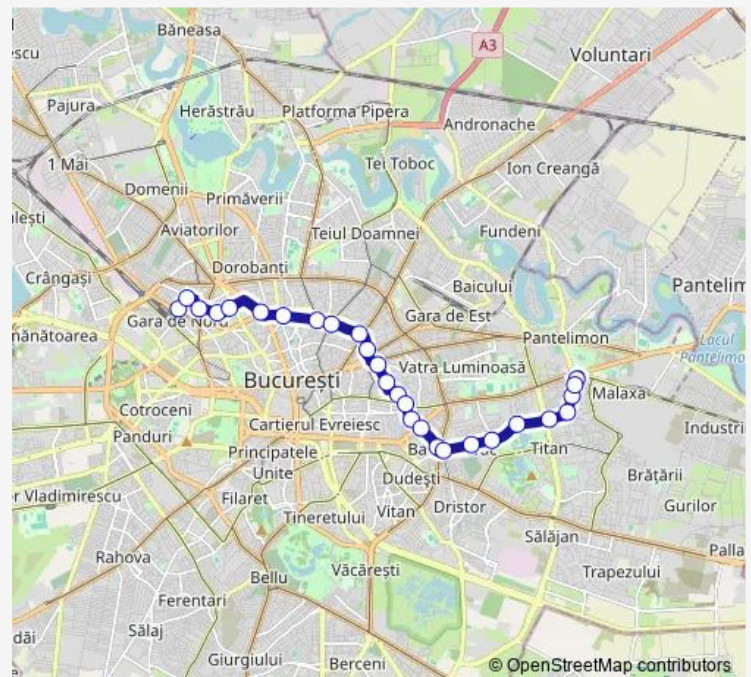 Băneasa
escu
A3
Voluntari
Pajura
Herăstrău
Platforma Pipera
Andronache
1 Mai
Tei Toboc
Ion Creangă
Domenii
Primăverii
lești
Aviatorilor
Teiul Doamnei
Fundeni
Dorobanți
Crângași
Baicului
Pantelim
Gara de Nord
Gara de Est
nănătoarea
Pantelimon
Lacul
Pantelimon
București
Vatra Luminoasă
Malaxa
Cotroceni
Cartierul Evreiesc
Industri
Panduri
Principatele
Unite
Titan
Dudești
Brățării
or Vladimirescu
Filaret
Vitan
Dristor
Gurilor
Tineretului
Sălăjan
Palla
Rahova
Văcărești
Bellu
Trapezului
Ferentari
Sălaj
dăi
Giurgiului
Berceni
© OpenStreetMap contributors